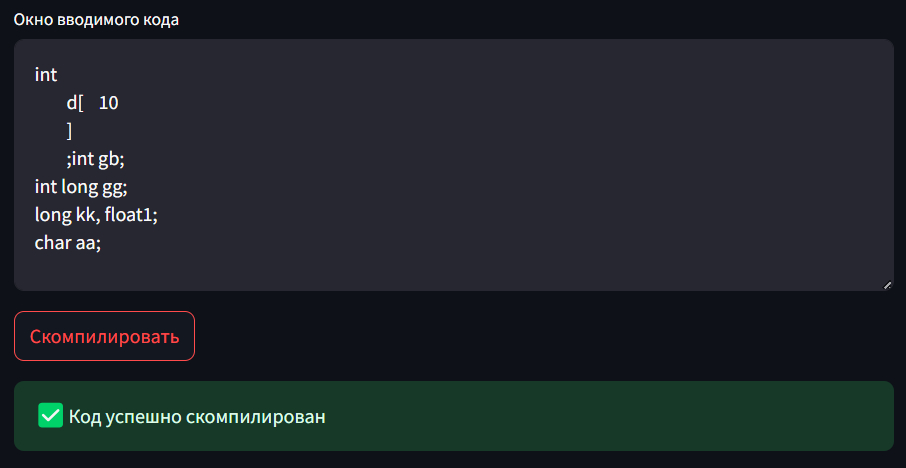 Окно вводимого кода
int
d[ 10
]
;int gb;
int long gg;
long kk, float1;
char aa;
Скомпилировать
Код успешно скомпилирован